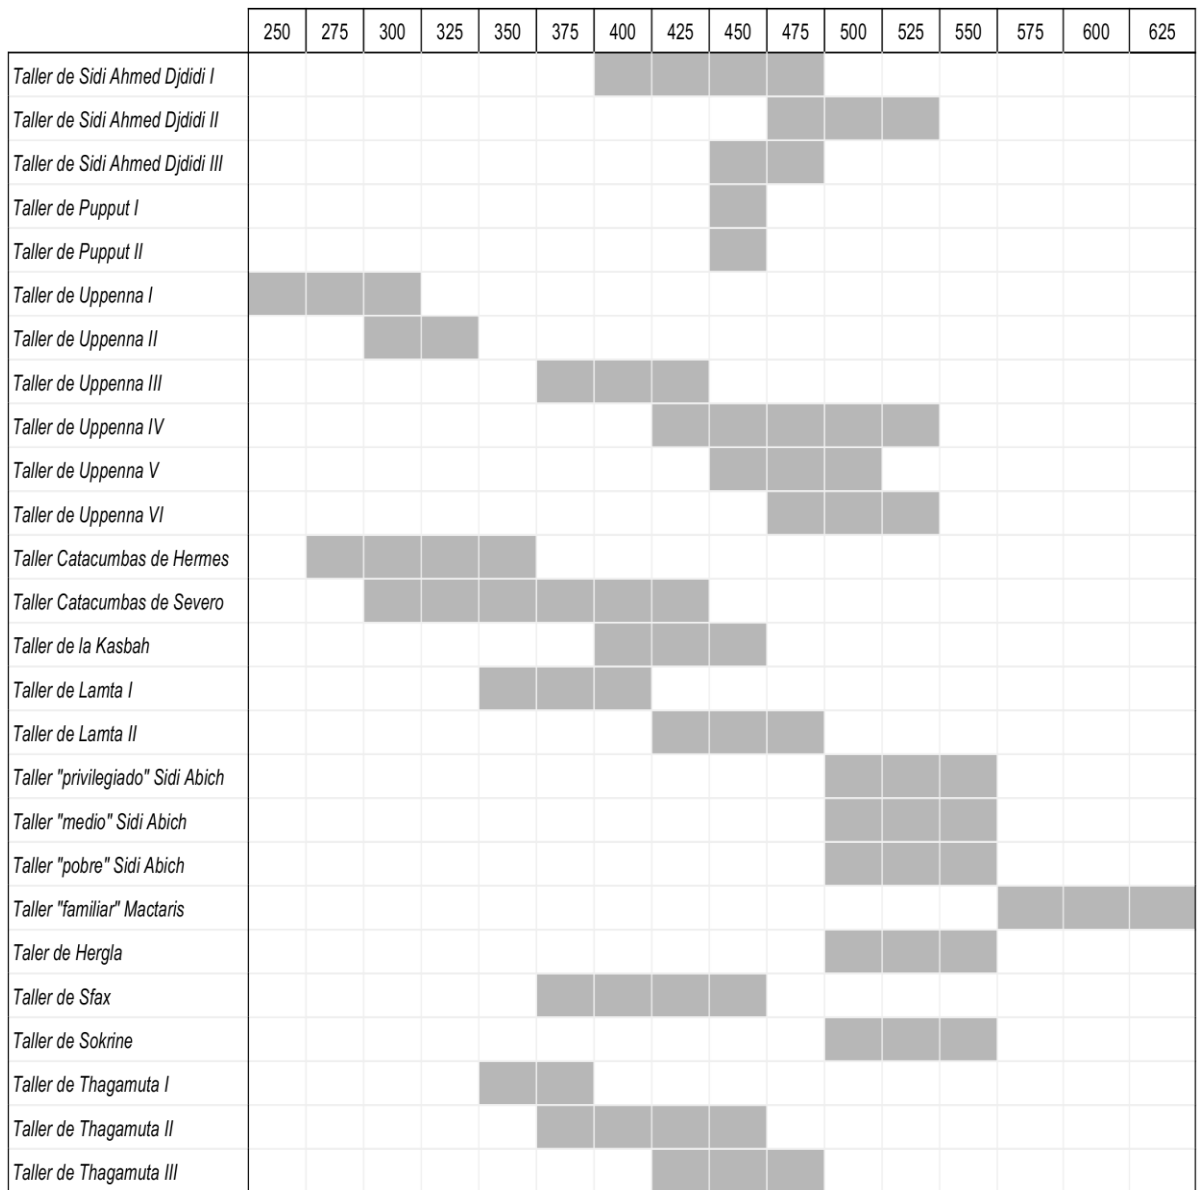 250 275 300 325 350 375 400 425 450 475 500 525 550 575 600 625
Taller de Sidi Ahmed Djdidi I
Taller de Sidi Ahmed Djdidi II
Taller de Sidi Ahmed Djdidi III
Taller de Pupput I
Taller de Pupput II
Taller de Uppenna I
Taller de Uppenna II
Taller de Uppenna III
Taller de Uppenna IV
Taller de Uppenna V
Taller de Uppenna VI
Taller Catacumbas de Hermes
Taller Catacumbas de Severo
Taller de la Kasbah
Taller de Lamta I
Taller de Lamta II
Taller "privilegiado" Sidi Abich
Taller "medio" Sidi Abich
Taller "pobre" Sidi Abich
Taller "familiar" Mactaris
Taler de Hergla
Taller de Sfax
Taller de Sokrine
Taller de Thagamuta I
Taller de Thagamuta II
Taller de Thagamuta III